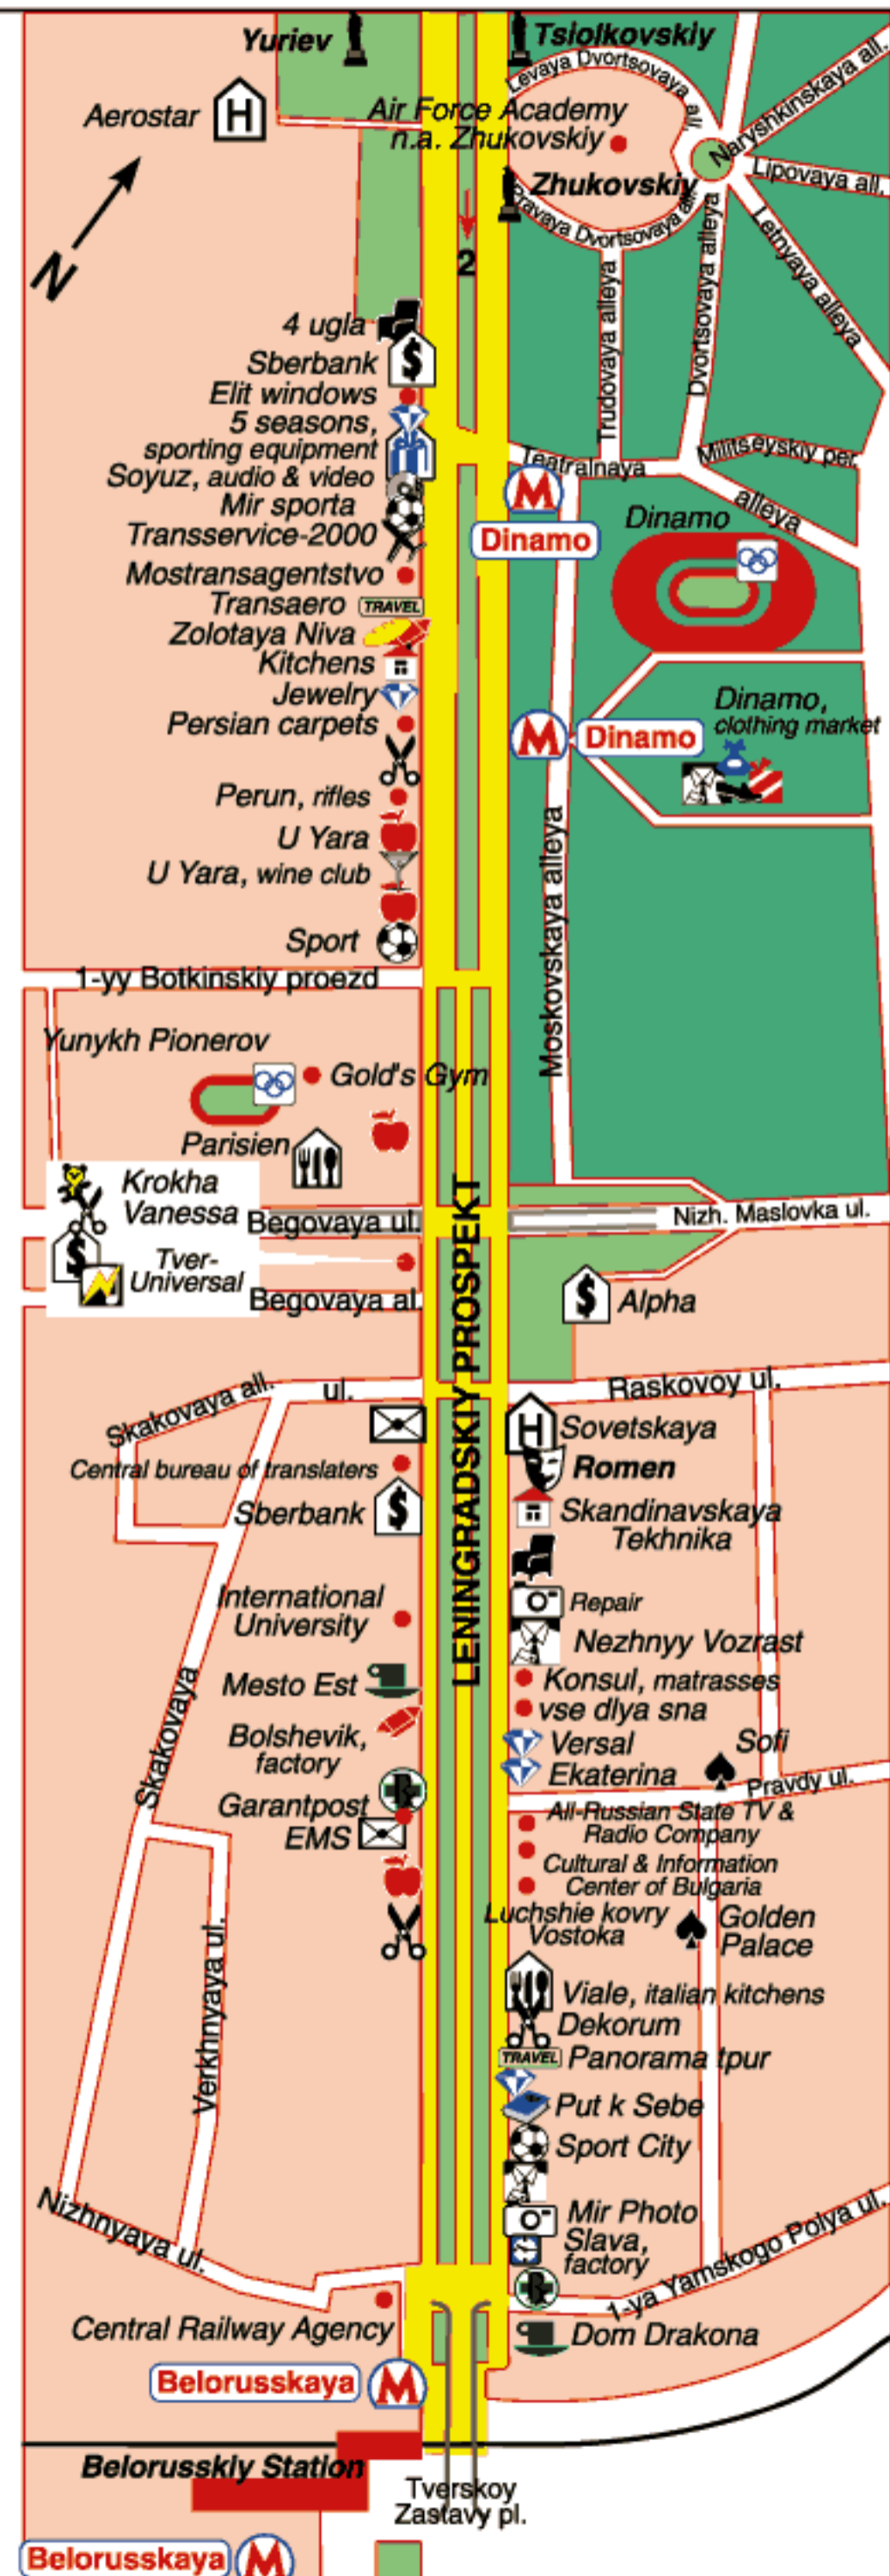 Yuriev
Tsiolkovskiy
Levaya Dvortsovaya all.
Naryshkinskaya all.
Aerostar
H
Air Force Academy
n.a. Zhukovskiy
Lipovaya all.
Zhukovskiy
Pravaya Dvortsovaya all.
Letnyaya alleya
N
2
Trudovaya alleya
Dvortsovaya alleya
4 ugla
Sberbank
$
Elit windows
5 seasons,
sporting equipment
Soyuz, audio & video
Mir sporta
Transservice-2000
Mostransagentstvo
Transaero
TRAVEL
Zolotaya Niva
Kitchens
Jewelry
Persian carpets
Perun, rifles
U Yara
U Yara, wine club
Sport
Teatralnaya
alleya
Militseyskiy per.
M
Dinamo
Dinamo
M
Dinamo
Dinamo,
clothing market
Moskovskaya alleya
1-yy Botkinskiy proezd
Yunykh Pionerov
Gold's Gym
Parisien
Krokha
Vanessa
Begovaya ul.
$
Tver-
Universal
Begovaya al.
Nizh. Maslovka ul.
$
Alpha
LENINGRADSKIY PROSPEKT
Skakovaya all.
ul.
Raskovoy ul.
Central bureau of translaters
Sberbank
$
International
University
Mesto Est
Skakovaya
Bolshevik,
factory
Garantpost
EMS
Verkhnyaya ul.
Nizhnyaya ul.
H
Sovetskaya
Romen
Skandinavskaya
Tekhnika
Repair
Nezhnyy Vozrast
Konsul, matrasses
vse dlya sna
Versal
Sofi
Ekaterina
Pravdy ul.
All-Russian State TV &
Radio Company
Cultural & Information
Center of Bulgaria
Luchshie kovry
Vostoka
Golden
Palace
Viale, italian kitchens
Dekorum
TRAVEL
Panorama tpur
Put k Sebe
Sport City
Mir Photo
Slava,
factory
1-ya Yamskogo Polya ul.
Central Railway Agency
Dom Drakona
Belorusskaya
M
Belorusskiy Station
Tverskoy
Zastavy pl.
Belorusskaya
M